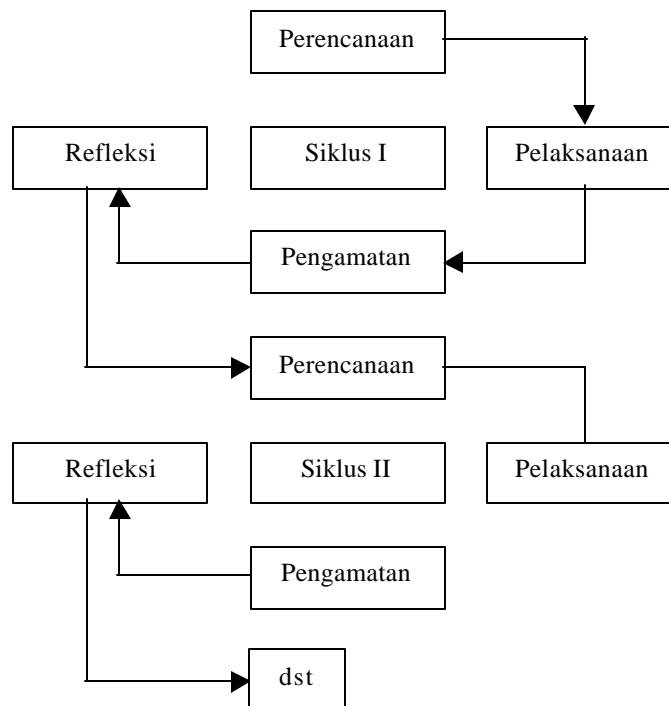 Perencanaan
Refleksi
Siklus I
Pelaksanaan
Pengamatan
Perencanaan
Refleksi
Siklus II
Pelaksanaan
Pengamatan
dst